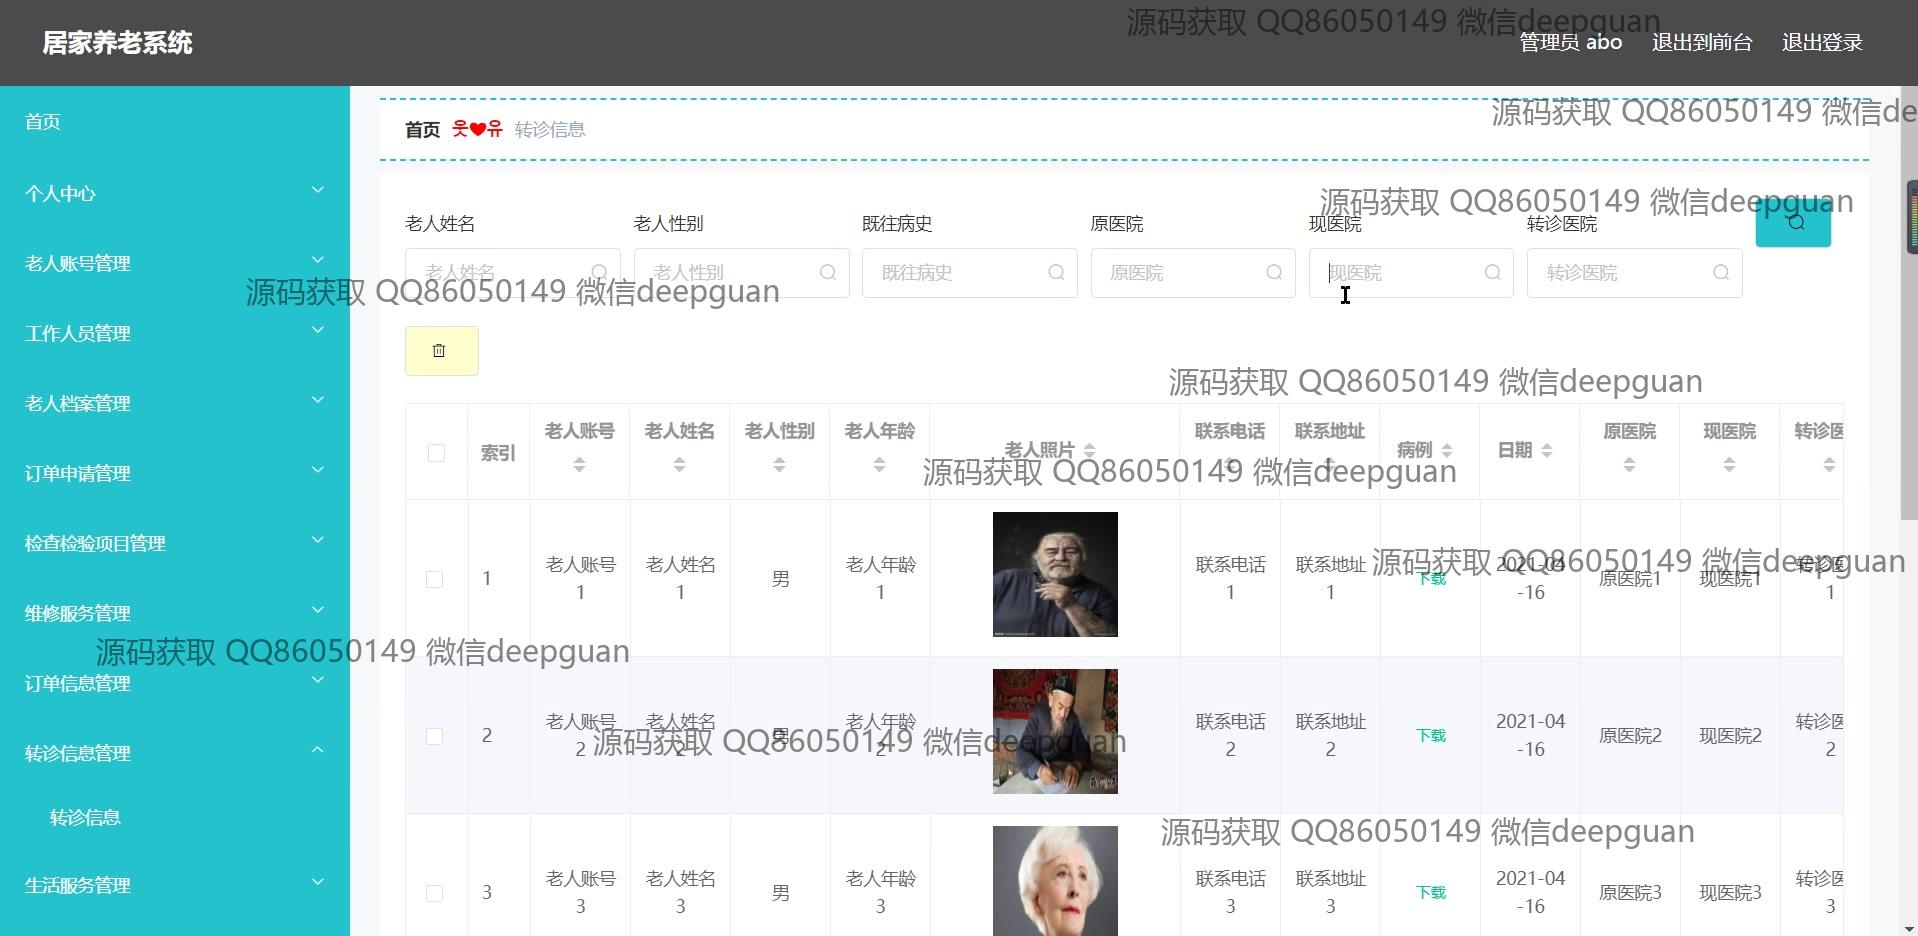 居家养老系统
管理员 abo
退出到前台
退出登录
源码获取 QQ86050149 微信deepguan
首页
个人中心
老人账号管理
工作人员管理
老人档案管理
订单申请管理
检查检验项目管理
维修服务管理
订单信息管理
转诊信息管理
转诊信息
生活服务管理
首页 웃❤유 转诊信息
源码获取 QQ86050149 微信de
源码获取 QQ86050149 微信deepguan
老人姓名 老人性别 既往病史 原医院 现医院 转诊医院
老人姓名 老人性别 既往病史 原医院 现医院 转诊医院
源码获取 QQ86050149 微信deepguan
源码获取 QQ86050149 微信deepguan
索引 老人账号 老人姓名 老人性别 老人年龄 老人照片 联系电话 联系地址 病例 日期 原医院 现医院 转诊医
源码获取 QQ86050149 微信deepguan
1 老人账号1 老人姓名1 男 老人年龄1 联系电话1 联系地址1 下载 2021-04-16 原医院1 现医院1 转诊医1
源码获取 QQ86050149 微信deepguan
源码获取 QQ86050149 微信deepguan
2 老人账号2 老人姓名2 男 老人年龄2 联系电话2 联系地址2 下载 2021-04-16 原医院2 现医院2 转诊医2
源码获取 QQ86050149 微信deepguan
源码获取 QQ86050149 微信deepguan
3 老人账号3 老人姓名3 男 老人年龄3 联系电话3 联系地址3 下载 2021-04-16 原医院3 现医院3 转诊医3